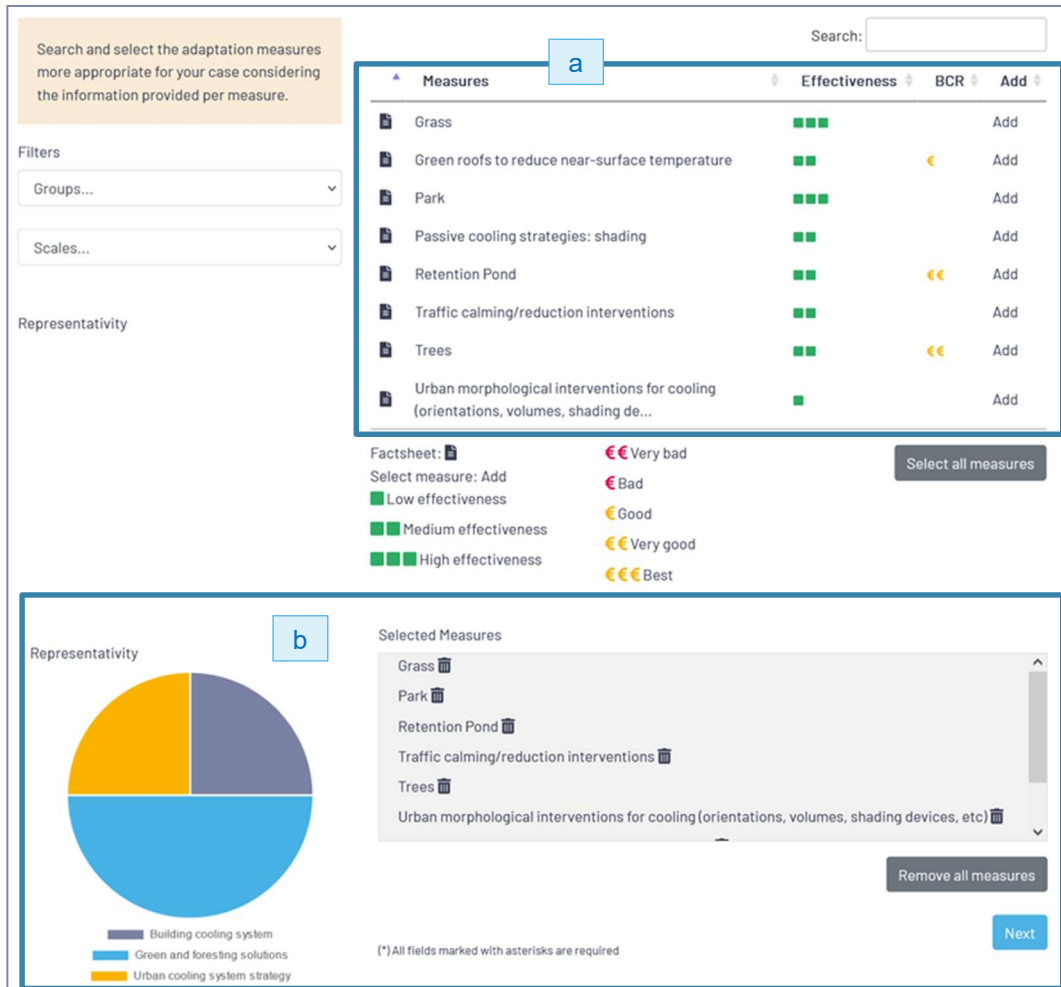 Search and select the adaptation measures
more appropriate for your case considering
the information provided per measure.
Filters
Groups...
Scales...
Representativity
Search:
a
Measures Effectiveness BCR Add
Grass Add
Green roofs to reduce near-surface temperature € Add
Park Add
Passive cooling strategies: shading Add
Retention Pond €€ Add
Traffic calming/reduction interventions Add
Trees €€ Add
Urban morphological interventions for cooling
(orientations, volumes, shading de... Add
Factsheet:
Select measure: Add
Low effectiveness
Medium effectiveness
High effectiveness
€€ Very bad
€ Bad
€ Good
€€ Very good
€€€ Best
Select all measures
b
Representativity
Building cooling system
Green and foresting solutions
Urban cooling system strategy
Selected Measures
Grass
Park
Retention Pond
Traffic calming/reduction interventions
Trees
Urban morphological interventions for cooling (orientations, volumes, shading devices, etc)
Remove all measures
Next
(*) All fields marked with asterisks are required